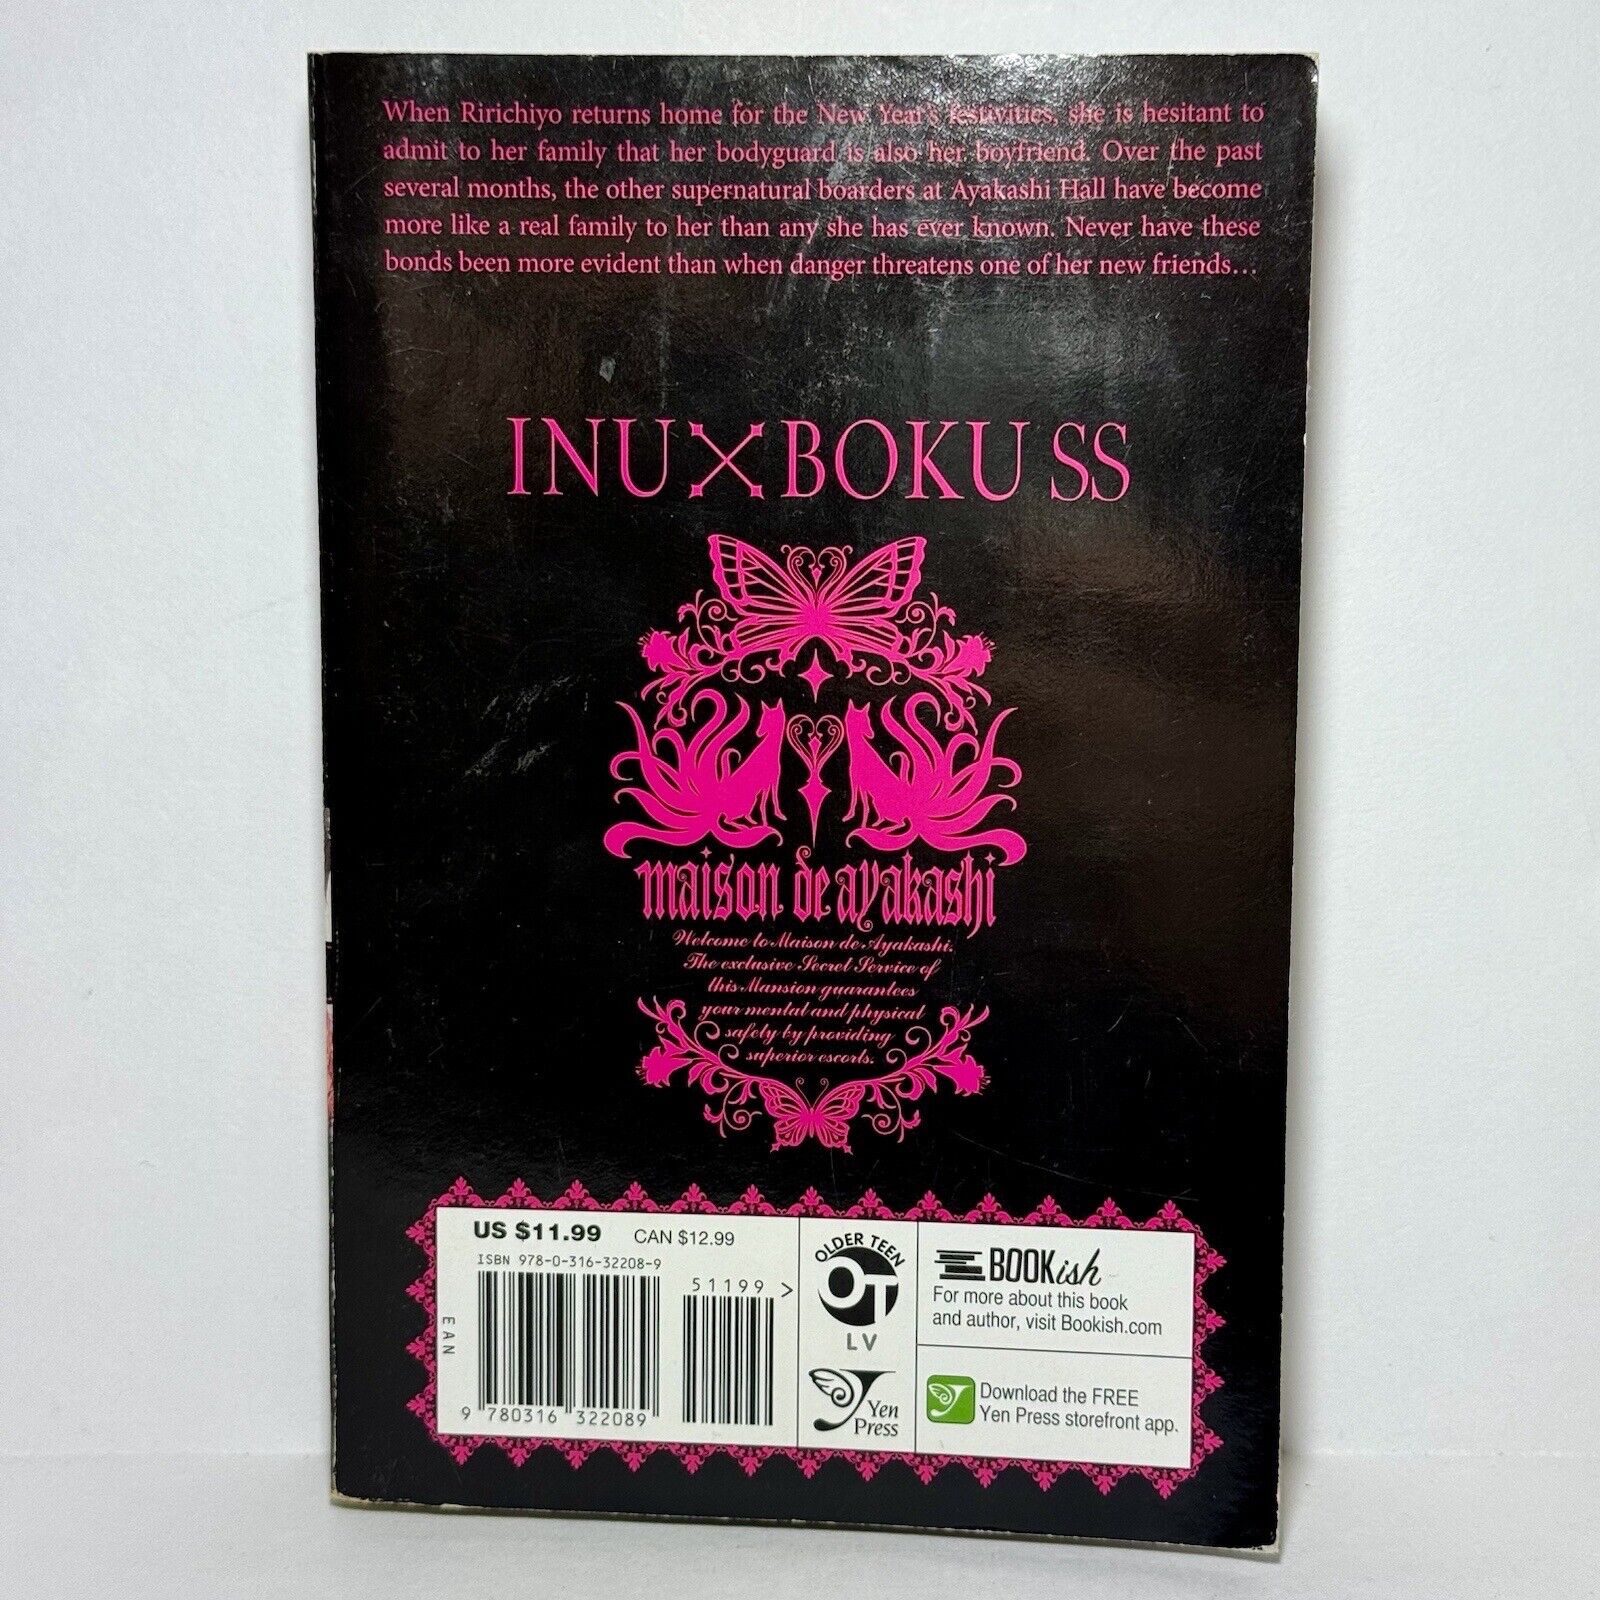 When Ririchiyo returns home for the New Year's festivities, she is hesitant to
admit to her family that her bodyguard is also her boyfriend. Over the past
several months, the other supernatural boarders at Ayakashi Hall have become
more like a real family to her than any she has ever known. Never have these
bonds been more evident than when danger threatens one of her new friends...
INU×BOKU SS
maison de ayakashi
Welcome to Maison de Ayakashi.
The exclusive Secret Service of
this Mansion guarantees
your mental and physical
safety by providing
superior escorts.
US $11.99 CAN $12.99
ISBN 978-0-316-32208-9
51199>
EAN
9 780316 322089
OLDER TEEN
OT
LV
Yen
Press
BOOKish
For more about this book
and author, visit Bookish.com
Download the FREE
Yen Press storefront app.